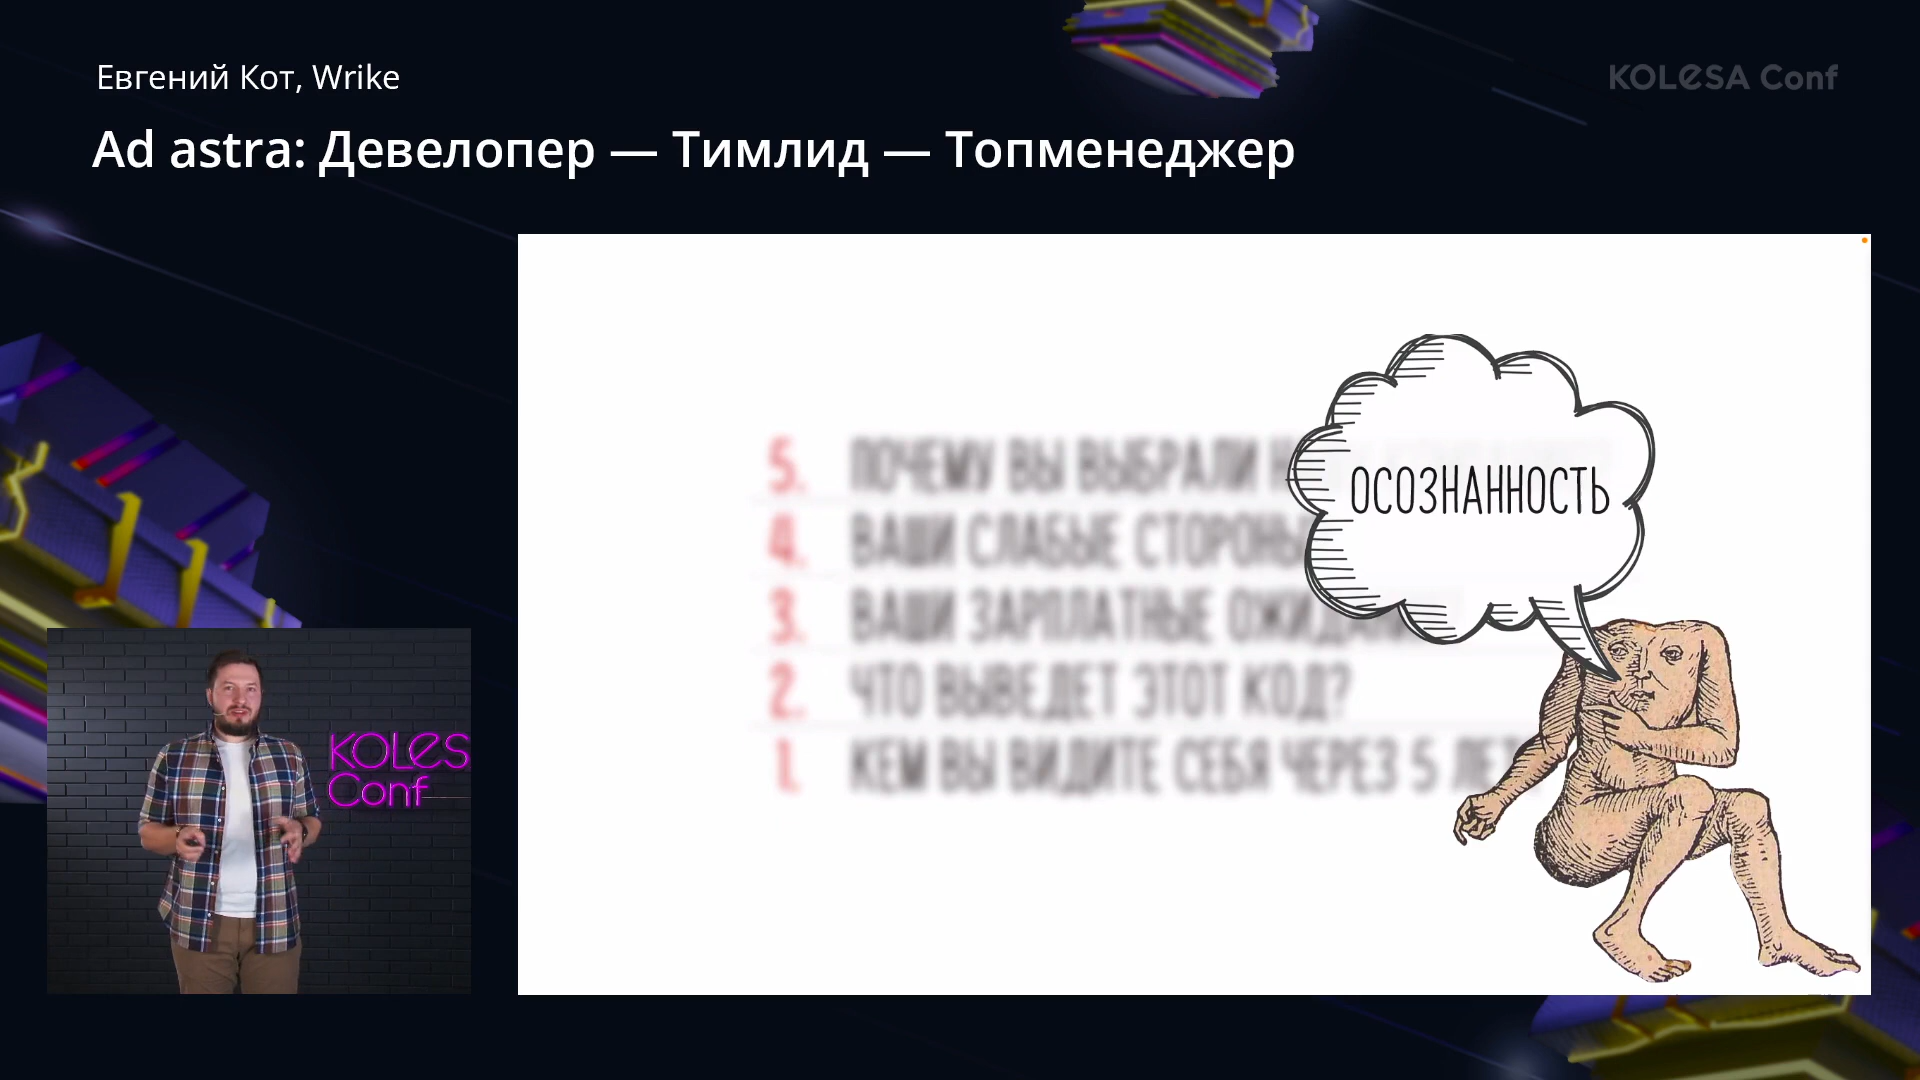 Евгений Кот, Wrike
KOLESA Conf
Ad astra: Девелопер — Тимлид — Топменеджер
5. ПОЧЕМУ ВЫ ВЫБРАЛИ
4. ВАШИ СЛАБЫЕ СТОРОНЫ
3. ВАШИ ЗАРПЛАТНЫЕ
2. ЧТО ВЫВЕДЕТ ЭТОТ КОД?
1. КЕМ ВЫ ВИДИТЕ СЕБЯ ЧЕРЕЗ 5
ОСОЗНАННОСТЬ
KOLES
Conf